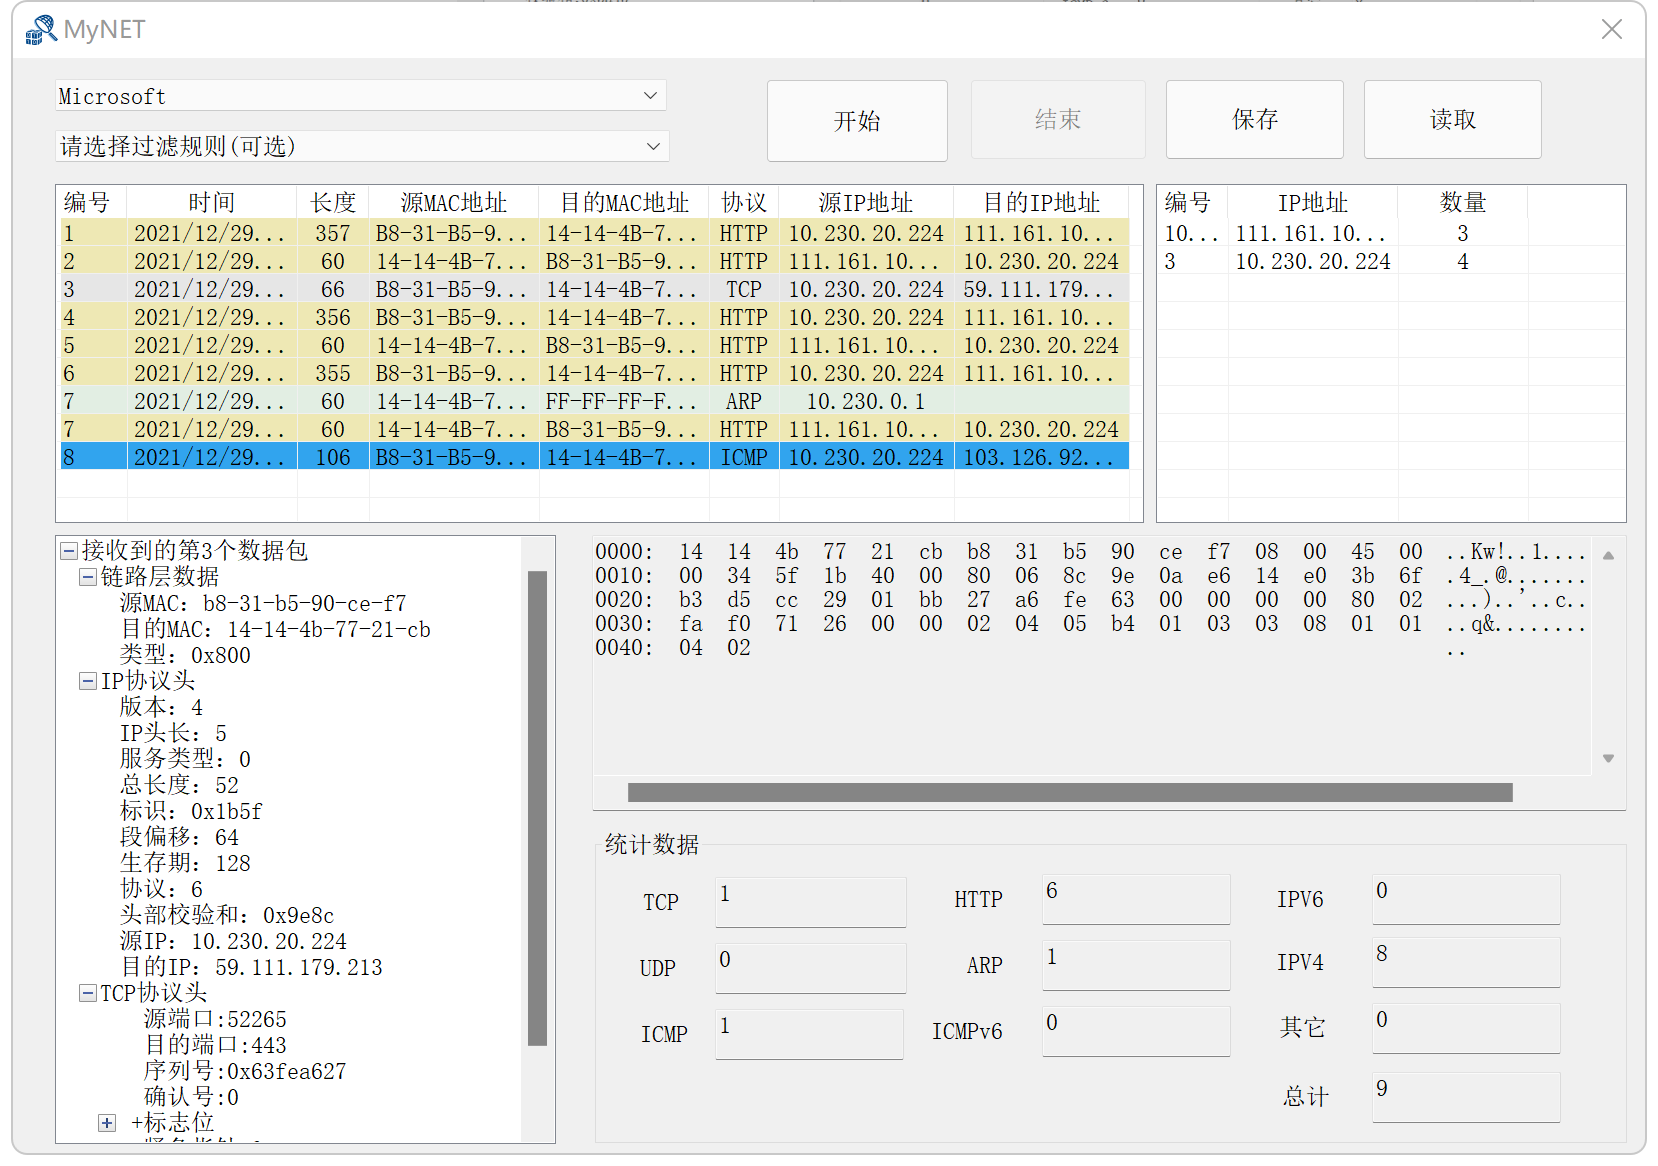 MyNET
Microsoft
请选择过滤规则(可选)
开始
结束
保存
读取
编号 时间 长度 源MAC地址 目的MAC地址 协议 源IP地址 目的IP地址
1 2021/12/29... 357 B8-31-B5-9... 14-14-4B-7... HTTP 10.230.20.224 111.161.10...
2 2021/12/29... 60 14-14-4B-7... B8-31-B5-9... HTTP 111.161.10... 10.230.20.224
3 2021/12/29... 66 B8-31-B5-9... 14-14-4B-7... TCP 10.230.20.224 59.111.179...
4 2021/12/29... 356 B8-31-B5-9... 14-14-4B-7... HTTP 10.230.20.224 111.161.10...
5 2021/12/29... 60 14-14-4B-7... B8-31-B5-9... HTTP 111.161.10... 10.230.20.224
6 2021/12/29... 355 B8-31-B5-9... 14-14-4B-7... HTTP 10.230.20.224 111.161.10...
7 2021/12/29... 60 14-14-4B-7... FF-FF-FF-F... ARP 10.230.0.1
7 2021/12/29... 60 14-14-4B-7... B8-31-B5-9... HTTP 111.161.10... 10.230.20.224
8 2021/12/29... 106 B8-31-B5-9... 14-14-4B-7... ICMP 10.230.20.224 103.126.92...
编号 IP地址 数量
10... 111.161.10... 3
3 10.230.20.224 4
接收到的第3个数据包
链路层数据
源MAC: b8-31-b5-90-ce-f7
目的MAC: 14-14-4b-77-21-cb
类型: 0x800
IP协议头
版本: 4
IP头长: 5
服务类型: 0
总长度: 52
标识: 0x1b5f
段偏移: 64
生存期: 128
协议: 6
头部校验和: 0x9e8c
源IP: 10.230.20.224
目的IP: 59.111.179.213
TCP协议头
源端口:52265
目的端口:443
序列号:0x63fea627
确认号:0
+标志位
0000: 14 14 4b 77 21 cb b8 31 b5 90 ce f7 08 00 45 00 ..Kw!..1....
0010: 00 34 5f 1b 40 00 80 06 8c 9e 0a e6 14 e0 3b 6f .4_.@.,......
0020: b3 d5 cc 29 01 bb 27 a6 fe 63 00 00 00 00 80 02 ...)..'..c..
0030: fa f0 71 26 00 00 02 04 05 b4 01 03 03 08 01 01 ..q&........
0040: 04 02 ..
统计数据
TCP 1 HTTP 6 IPV6 0
UDP 0 ARP 1 IPV4 8
ICMP 1 ICMPv6 0 其它 0
总计 9